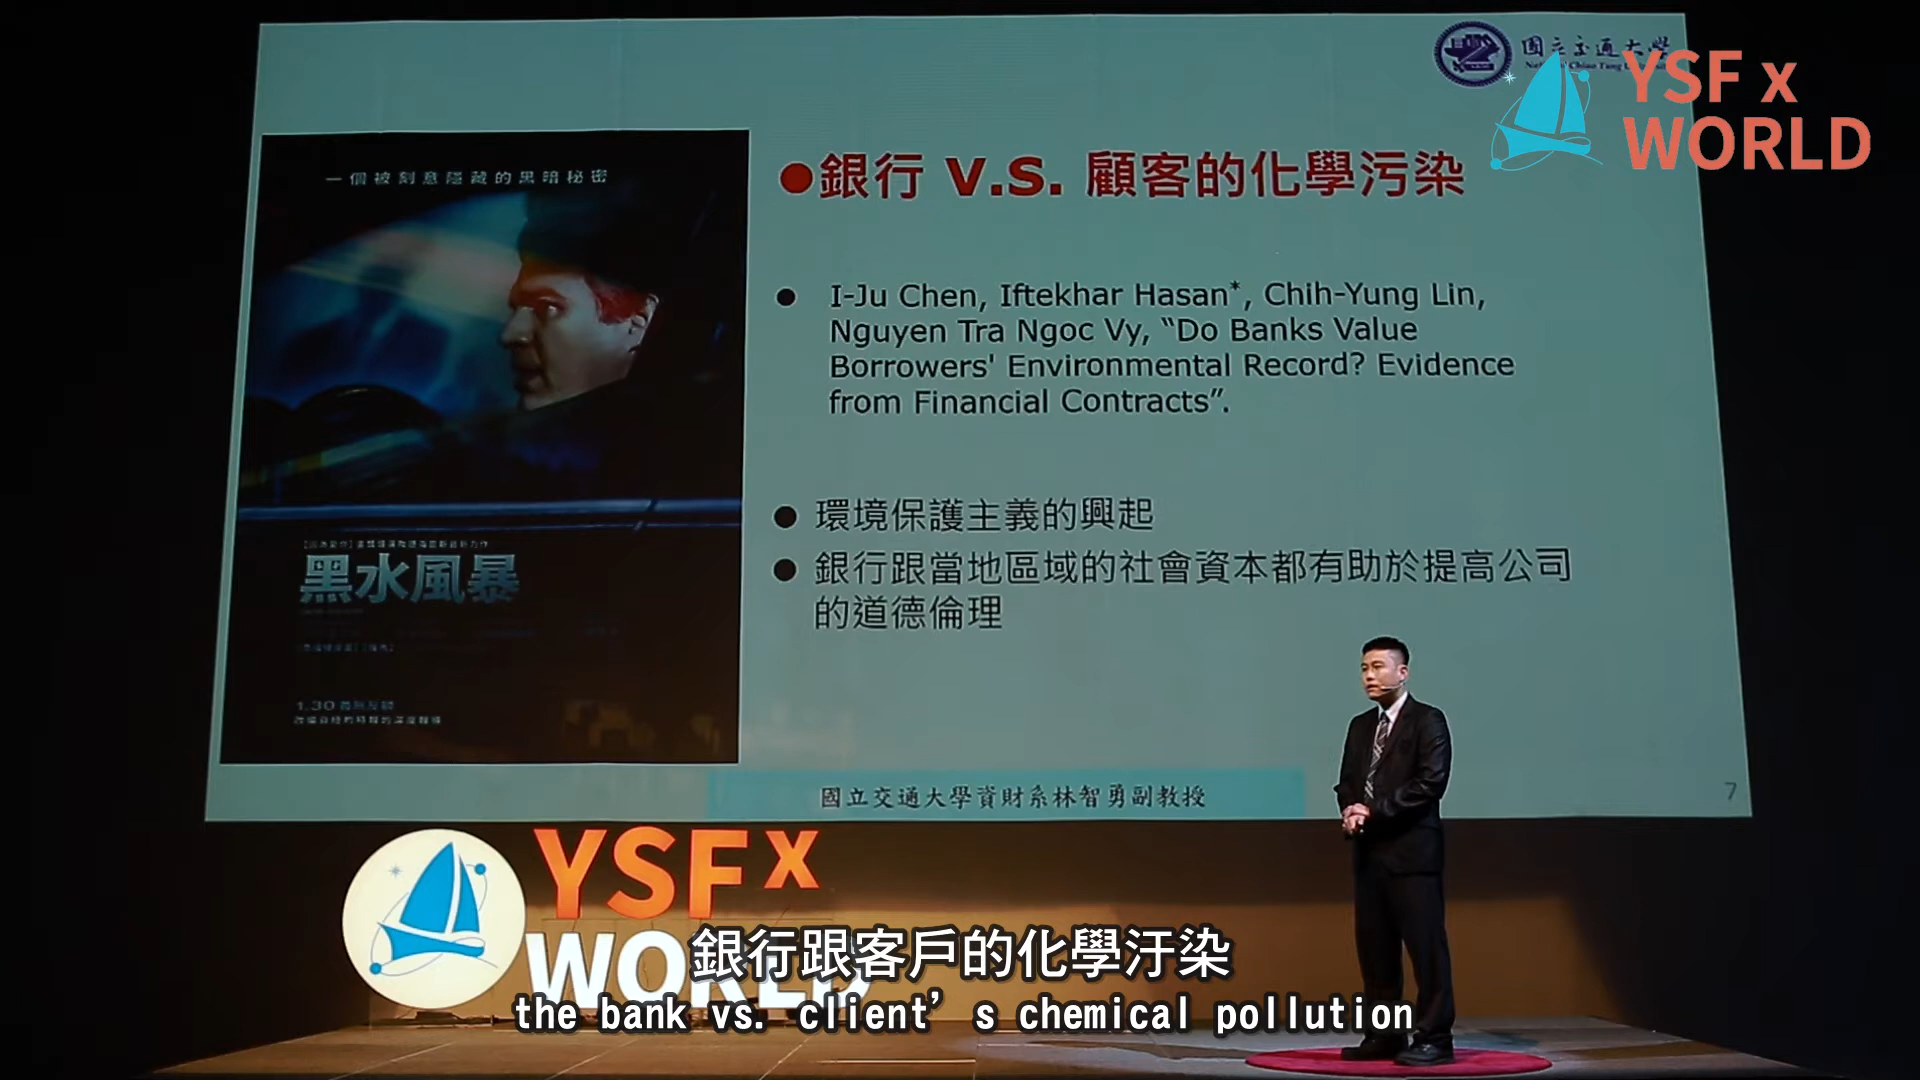 國立交通大學
YSF x
WORLD
一個被刻意隱藏的黑暗秘密
黑水風暴
1.30
●銀行 V.S. 顧客的化學污染
● I-Ju Chen, Iftekhar Hasan*, Chih-Yung Lin,
Nguyen Tra Ngoc Vy, “Do Banks Value
Borrowers' Environmental Record? Evidence
from Financial Contracts”.
● 環境保護主義的興起
● 銀行跟當地區域的社會資本都有助於提高公司
的道德倫理
國立交通大學資財系林智勇副教授
7
YSF x
WORLD
銀行跟客戶的化學汙染
the bank vs. client’s chemical pollution